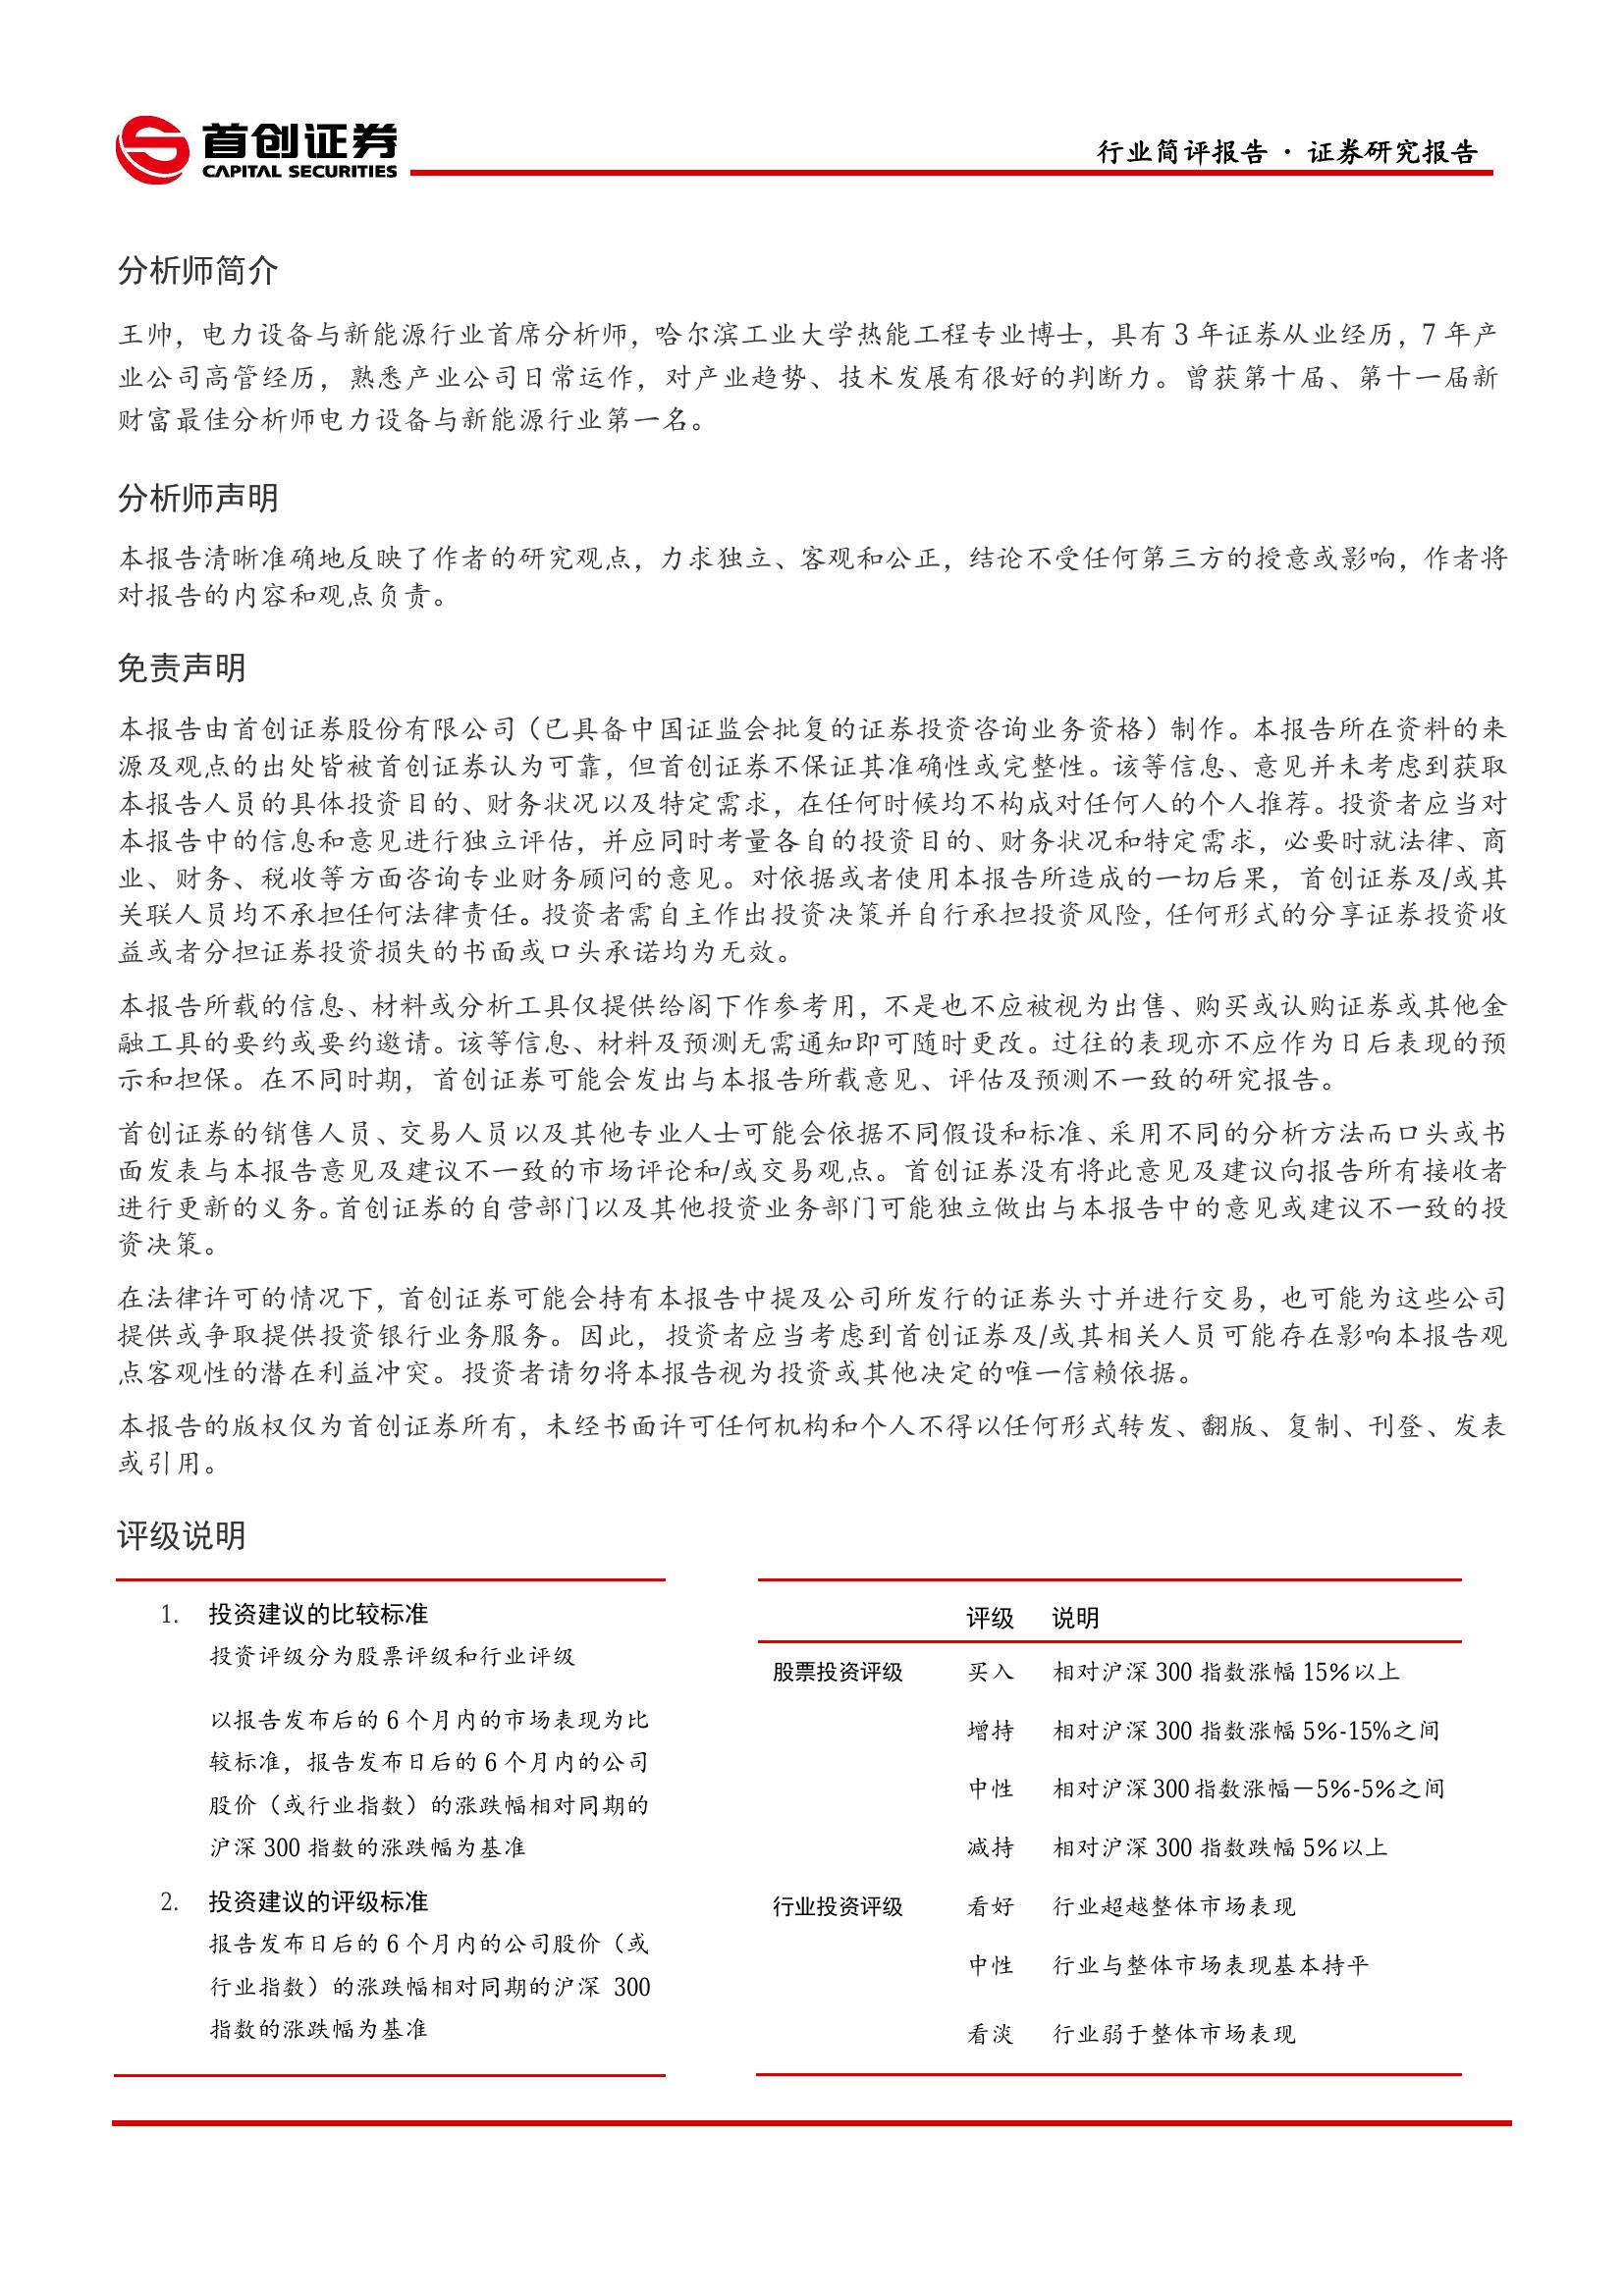 首创证券
CAPITAL SECURITIES
行业简评报告 · 证券研究报告
分析师简介
王帅，电力设备与新能源行业首席分析师，哈尔滨工业大学热能工程专业博士，具有 3 年证券从业经历，7 年产
业公司高管经历，熟悉产业公司日常运作，对产业趋势、技术发展有很好的判断力。曾获第十届、第十一届新
财富最佳分析师电力设备与新能源行业第一名。
分析师声明
本报告清晰准确地反映了作者的研究观点，力求独立、客观和公正，结论不受任何第三方的授意或影响，作者将
对报告的内容和观点负责。
免责声明
本报告由首创证券股份有限公司（已具备中国证监会批复的证券投资咨询业务资格）制作。本报告所在资料的来
源及观点的出处皆被首创证券认为可靠，但首创证券不保证其准确性或完整性。该等信息、意见并未考虑到获取
本报告人员的具体投资目的、财务状况以及特定需求，在任何时候均不构成对任何人的个人推荐。投资者应当对
本报告中的信息和意见进行独立评估，并应同时考量各自的投资目的、财务状况和特定需求，必要时就法律、商
业、财务、税收等方面咨询专业财务顾问的意见。对依据或者使用本报告所造成的一切后果，首创证券及/或其
关联人员均不承担任何法律责任。投资者需自主作出投资决策并自行承担投资风险，任何形式的分享证券投资收
益或者分担证券投资损失的书面或口头承诺均为无效。
本报告所载的信息、材料或分析工具仅提供给阁下作参考用，不是也不应被视为出售、购买或认购证券或其他金
融工具的要约或要约邀请。该等信息、材料及预测无需通知即可随时更改。过往的表现亦不应作为日后表现的预
示和担保。在不同时期，首创证券可能会发出与本报告所载意见、评估及预测不一致的研究报告。
首创证券的销售人员、交易人员以及其他专业人士可能会依据不同假设和标准、采用不同的分析方法而口头或书
面发表与本报告意见及建议不一致的市场评论和/或交易观点。首创证券没有将此意见及建议向报告所有接收者
进行更新的义务。首创证券的自营部门以及其他投资业务部门可能独立做出与本报告中的意见或建议不一致的投
资决策。
在法律许可的情况下，首创证券可能会持有本报告中提及公司所发行的证券头寸并进行交易，也可能为这些公司
提供或争取提供投资银行业务服务。因此，投资者应当考虑到首创证券及/或其相关人员可能存在影响本报告观
点客观性的潜在利益冲突。投资者请勿将本报告视为投资或其他决定的唯一信赖依据。
本报告的版权仅为首创证券所有，未经书面许可任何机构和个人不得以任何形式转发、翻版、复制、刊登、发表
或引用。
评级说明
1. 投资建议的比较标准
投资评级分为股票评级和行业评级
以报告发布后的 6 个月内的市场表现为比
较标准，报告发布日后的 6 个月内的公司
股价（或行业指数）的涨跌幅相对同期的
沪深 300 指数的涨跌幅为基准
2. 投资建议的评级标准
报告发布日后的 6 个月内的公司股价（或
行业指数）的涨跌幅相对同期的沪深 300
指数的涨跌幅为基准
评级 说明
股票投资评级 买入 相对沪深 300 指数涨幅 15%以上
增持 相对沪深 300 指数涨幅 5%-15%之间
中性 相对沪深 300 指数涨幅－5%-5%之间
减持 相对沪深 300 指数跌幅 5%以上
行业投资评级 看好 行业超越整体市场表现
中性 行业与整体市场表现基本持平
看淡 行业弱于整体市场表现